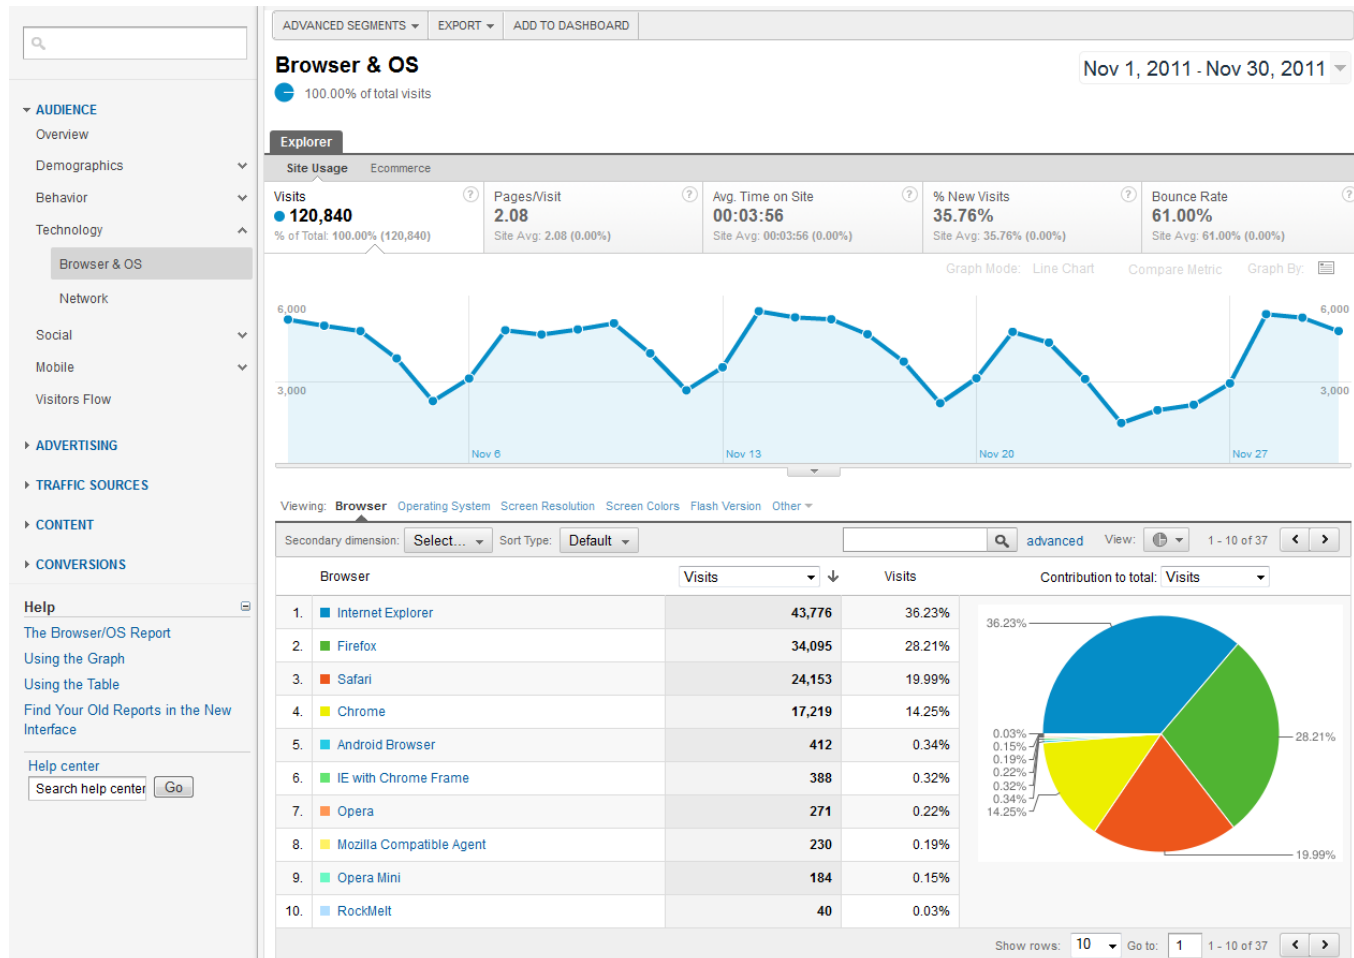 ADVANCED SEGMENTS EXPORT ADD TO DASHBOARD
Browser & OS
Nov 1, 2011 - Nov 30, 2011
100.00% of total visits
AUDIENCE
Overview
Demographics
Behavior
Technology
Browser & OS
Network
Social
Mobile
Visitors Flow
ADVERTISING
TRAFFIC SOURCES
CONTENT
CONVERSIONS
Help
The Browser/OS Report
Using the Graph
Using the Table
Find Your Old Reports in the New
Interface
Help center
Search help center Go
Explorer
Site Usage Ecommerce
Visits
120,840
% of Total: 100.00% (120,840)
Pages/Visit
2.08
Site Avg: 2.08 (0.00%)
Avg. Time on Site
00:03:56
Site Avg: 00:03:56 (0.00%)
% New Visits
35.76%
Site Avg: 35.76% (0.00%)
Bounce Rate
61.00%
Site Avg: 61.00% (0.00%)
Graph Mode: Line Chart Compare Metric Graph By:
6,000 6,000
3,000 3,000
Nov 6 Nov 13 Nov 20 Nov 27
Viewing: Browser Operating System Screen Resolution Screen Colors Flash Version Other
Secondary dimension: Select... Sort Type: Default advanced View: 1 - 10 of 37
Browser Visits Visits Contribution to total: Visits
1. Internet Explorer 43,776 36.23%
2. Firefox 34,095 28.21%
3. Safari 24,153 19.99%
4. Chrome 17,219 14.25%
5. Android Browser 412 0.34%
6. IE with Chrome Frame 388 0.32%
7. Opera 271 0.22%
8. Mozilla Compatible Agent 230 0.19%
9. Opera Mini 184 0.15%
10. RockMelt 40 0.03%
36.23%
0.03%
28.21%
0.15%
0.19%
0.22%
0.32%
0.34%
14.25%
19.99%
Show rows: 10 Go to: 1 1 - 10 of 37